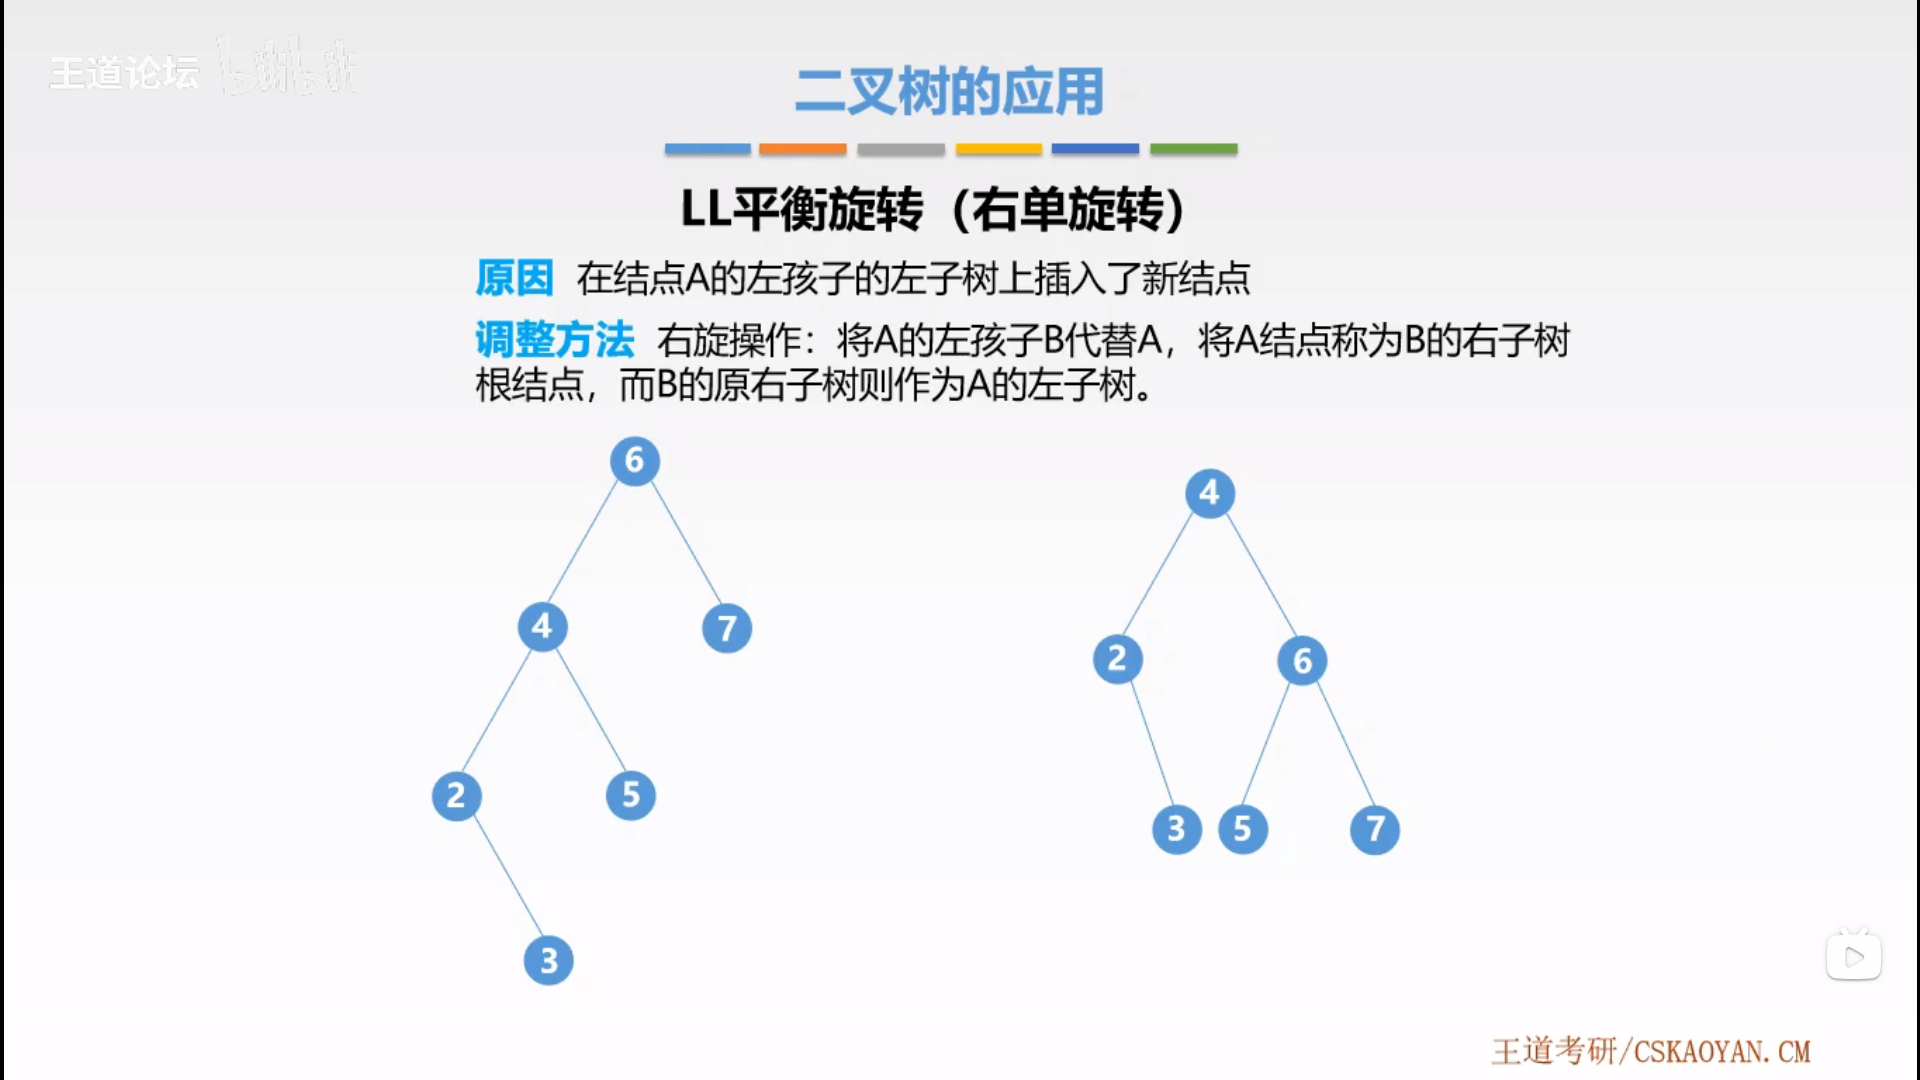 王道论坛 bilibili
二叉树的应用
LL平衡旋转（右单旋转）
原因 在结点A的左孩子的左子树上插入了新结点
调整方法 右旋操作：将A的左孩子B代替A，将A结点称为B的右子树
根结点，而B的原右子树则作为A的左子树。
6
4
4
7
2
6
2
5
3
5
7
3
王道考研/CSKAOYAN.CM